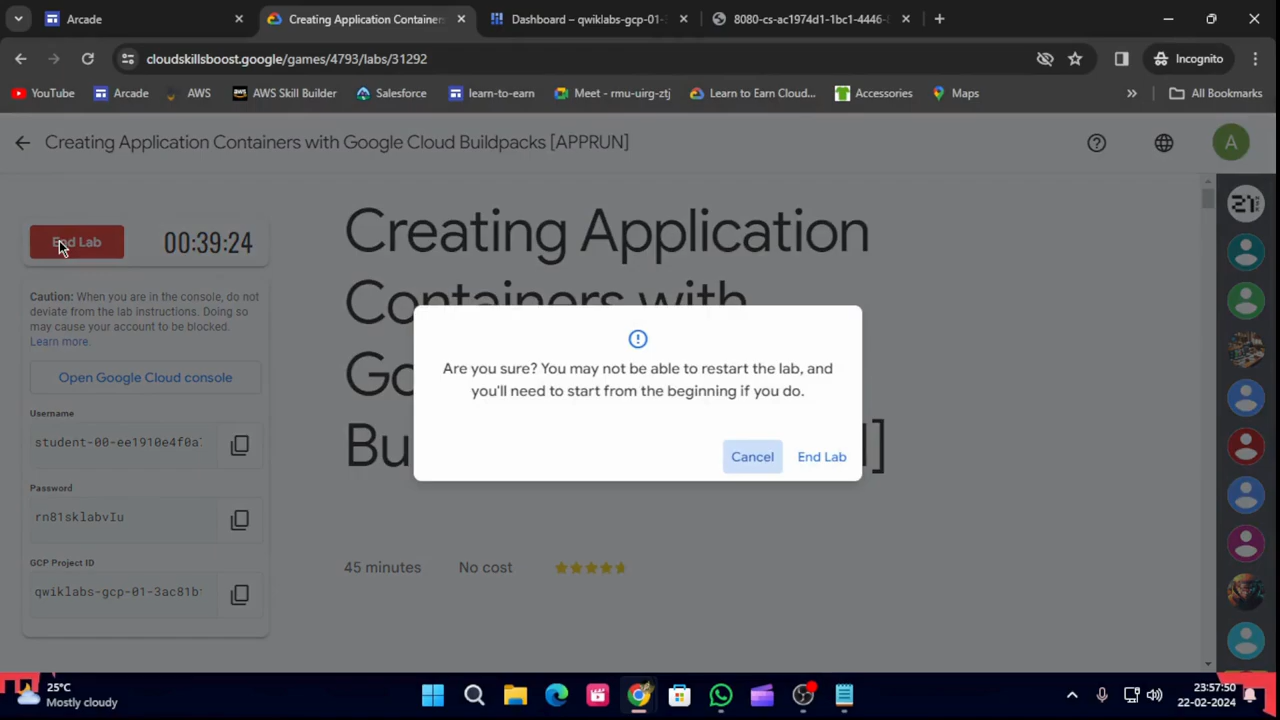 Arcade
Creating Application Containers
Dashboard – qwiklabs-gcp-01-
8080-cs-ac1974d1-1bc1-4446-8
cloudskillsboost.google/games/4793/labs/31292
Incognito
YouTube
Arcade
AWS
AWS Skill Builder
Salesforce
learn-to-earn
Meet - rmu-uirg-ztj
Learn to Earn Cloud...
Accessories
Maps
All Bookmarks
Creating Application Containers with Google Cloud Buildpacks [APPRUN]
A
End Lab
00:39:24
Caution: When you are in the console, do not
deviate from the lab instructions. Doing so
may cause your account to be blocked.
Learn more.
Open Google Cloud console
Username
student-00-ee1910e4f0a
Password
rn81sklabvIu
GCP Project ID
qwiklabs-gcp-01-3ac81b
Creating Application
Containers with
Go
Bu
]
Are you sure? You may not be able to restart the lab, and
you'll need to start from the beginning if you do.
Cancel
End Lab
45 minutes
No cost
25°C
Mostly cloudy
23:57:50
22-02-2024